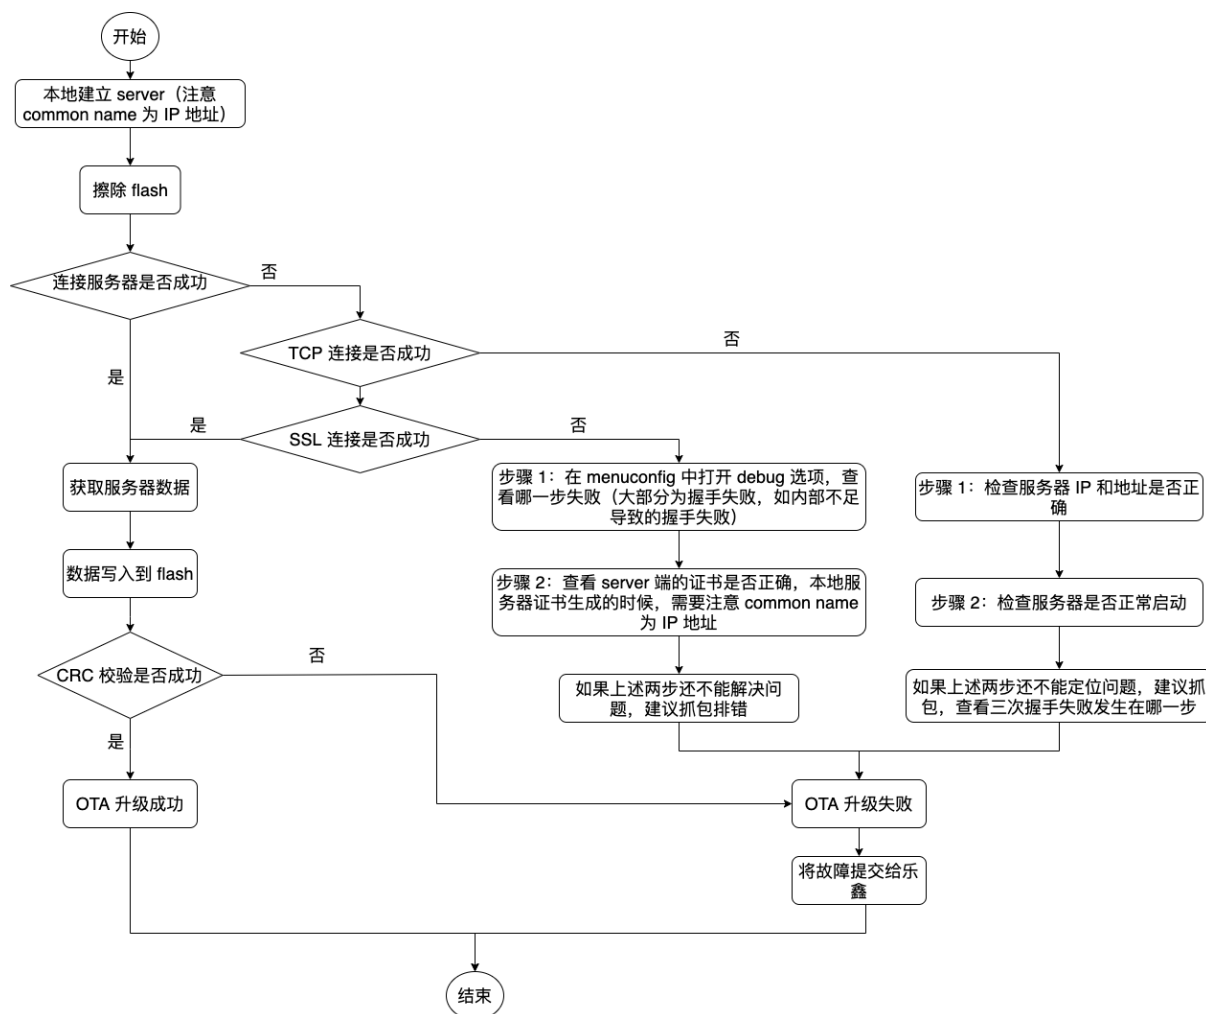 开始
本地建立 server（注意
common name 为 IP 地址）
擦除 flash
连接服务器是否成功
否
TCP 连接是否成功
否
是
SSL 连接是否成功
是
否
获取服务器数据
步骤 1：在 menuconfig 中打开 debug 选项，查
看哪一步失败（大部分为握手失败，如内部不足
导致的握手失败）
步骤 1：检查服务器 IP 和地址是否正
确
数据写入到 flash
步骤 2：查看 server 端的证书是否正确，本地服
务器证书生成的时候，需要注意 common name
为 IP 地址
步骤 2：检查服务器是否正常启动
CRC 校验是否成功
否
如果上述两步还不能解决问
题，建议抓包排错
如果上述两步还不能定位问题，建议抓
包，查看三次握手失败发生在哪一步
是
OTA 升级成功
OTA 升级失败
将故障提交给乐
鑫
结束